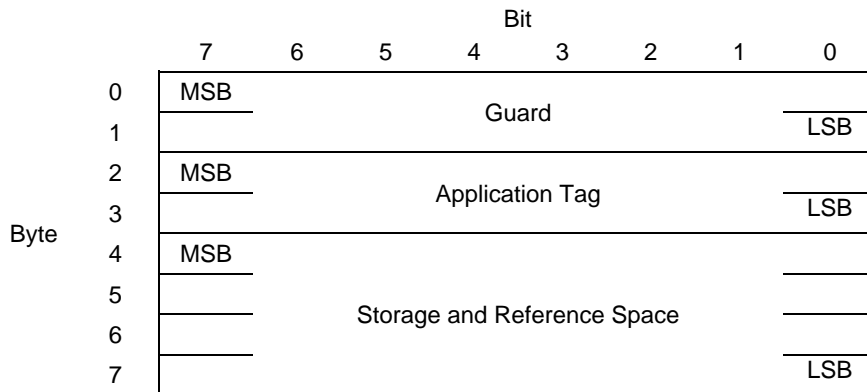 Bit
7 6 5 4 3 2 1 0
0 MSB
Guard
1 LSB
2 MSB
Application Tag
3 LSB
Byte
4 MSB
5
Storage and Reference Space
6
7 LSB